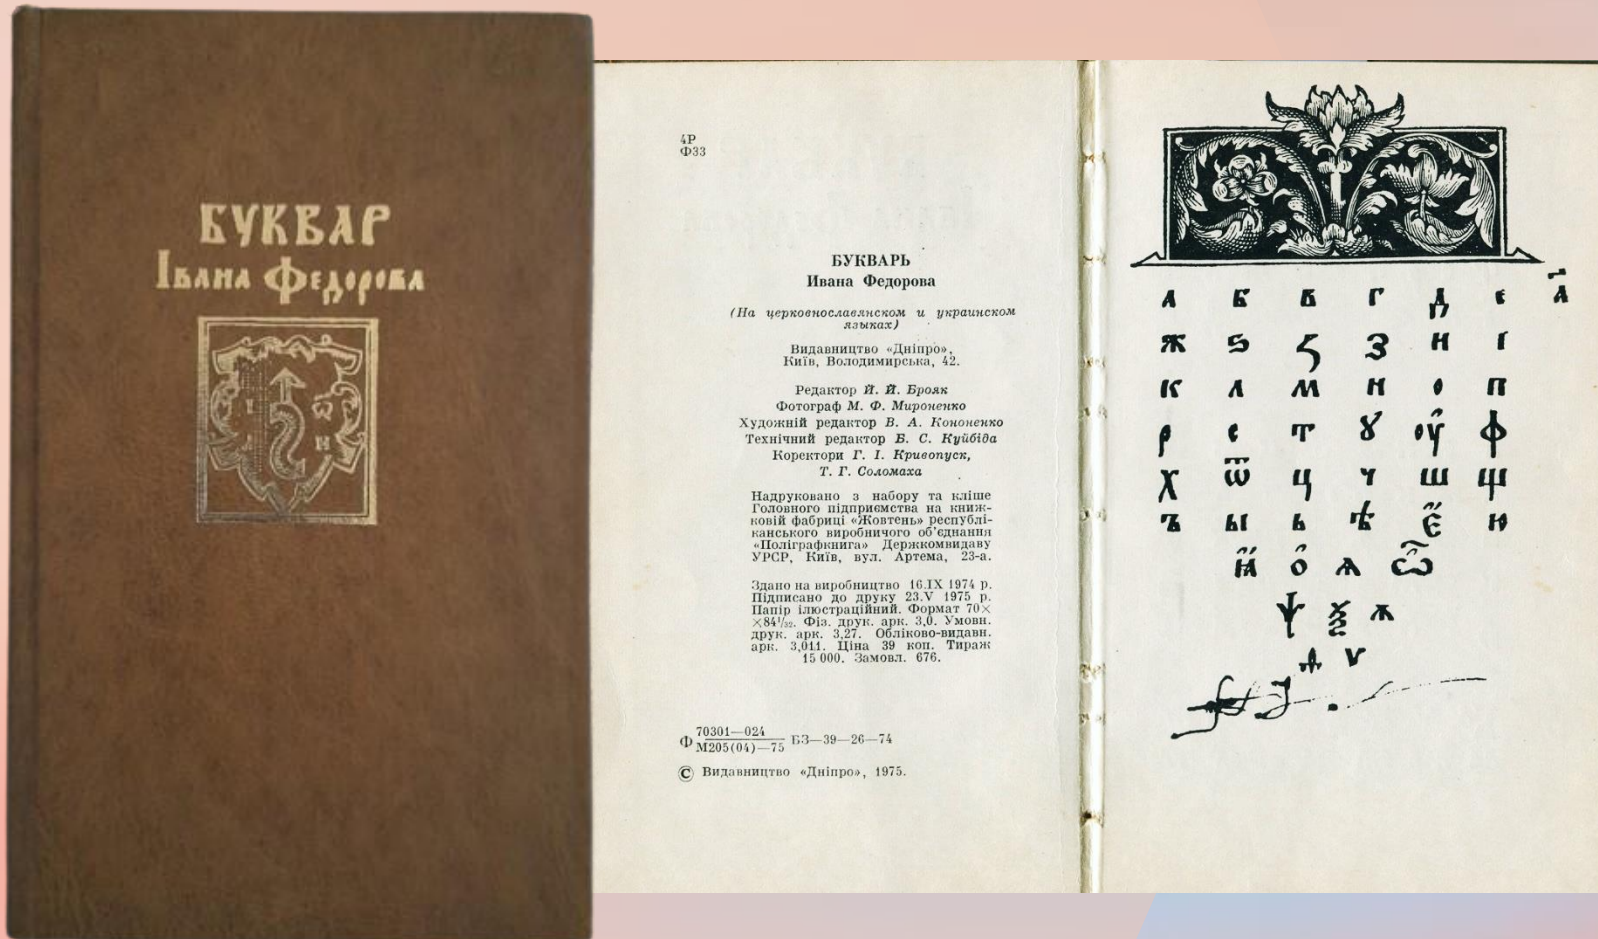 БУКВАР
Івана Федорова
4Р
Ф33
БУКВАРЬ
Ивана Федорова
(На церковнославянском и украинском
языках)
Видавництво «Дніпро»,
Київ, Володимирська, 42.
Редактор Й. Й. Брояк
Фотограф М. Ф. Мироненко
Художній редактор В. А. Кононенко
Технічний редактор Б. С. Куйбіда
Коректори Г. І. Кривопуск,
Т. Г. Соломаха
Надруковано з набору та кліше
Головного підприємства на книж-
ковій фабриці «Жовтень» республі-
канського виробничого об'єднання
«Поліграфкнига» Держкомвидаву
УРСР, Київ, вул. Артема, 23-а.
Здано на виробництво 16.IX 1974 р.
Підписано до друку 23.V 1975 р.
Папір ілюстраційний. Формат 70×
×84¹/₃₂. Фіз. друк. арк. 3,0. Умовн.
друк. арк. 3,27. Обліково-видавн.
арк. 3,011. Ціна 39 коп. Тираж
15 000. Замовл. 676.
Ф 70301—024
М205(04)—75 БЗ—39—26—74
© Видавництво «Дніпро», 1975.
а̄
а б в г д є
ж ѕ ꙁ з и і
к л м н о п
р с т ꙋ оу ф
х ѿ ц ч ш щ
ъ ы ь ѣ є ю
н о ѧ ѽ
ѱ ѯ ѫ
ѵ